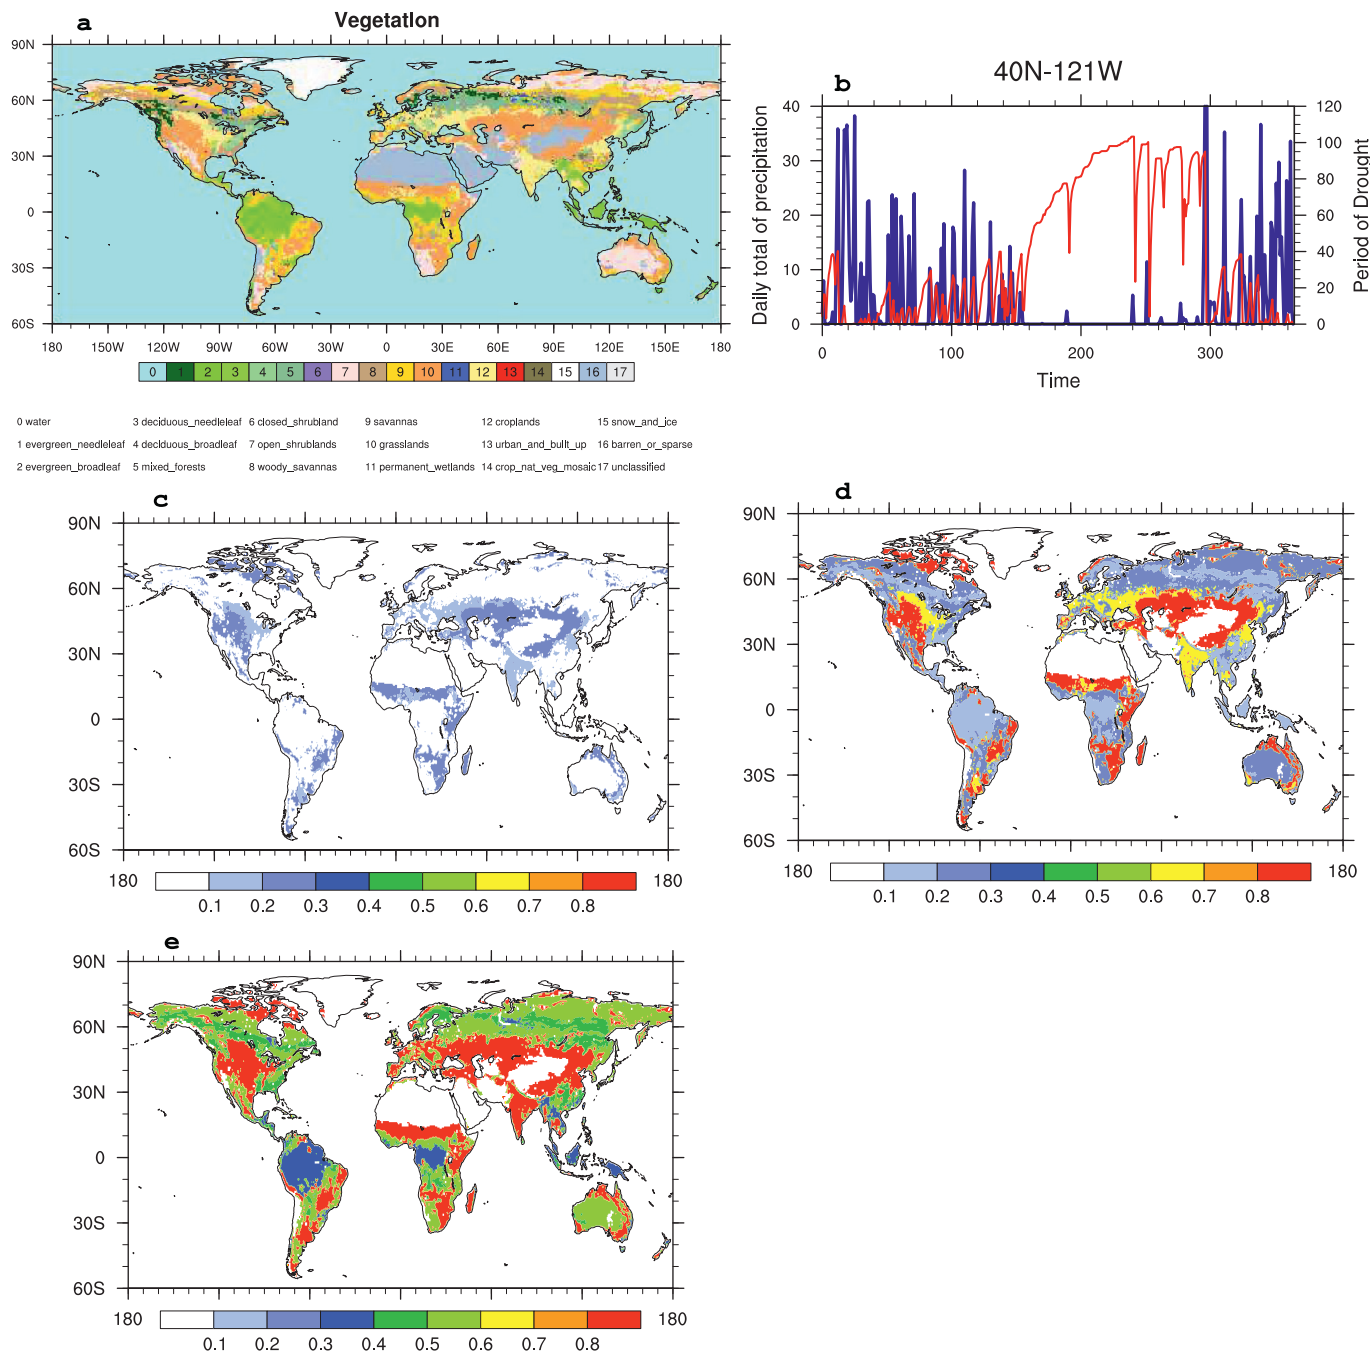 a
Vegetation
90N
60N
30N
0
30S
60S
180 150W 120W 90W 60W 30W 0 30E 60E 90E 120E 150E 180
0 1 2 3 4 5 6 7 8 9 10 11 12 13 14 15 16 17
0 water 3 deciduous_needleleaf 6 closed_shrubland 9 savannas 12 croplands 15 snow_and_ice
1 evergreen_needleleaf 4 deciduous_broadleaf 7 open_shrublands 10 grasslands 13 urban_and_built_up 16 barren_or_sparse
2 evergreen_broadleaf 5 mixed_forests 8 woody_savannas 11 permanent_wetlands 14 crop_nat_veg_mosaic 17 unclassified
b
40N-121W
Daily total of precipitation
40
30
20
10
0
120
100
80
60
40
20
0
Period of Drought
0 100 200 300
Time
c
90N
60N
30N
0
30S
60S
180 180
0.1 0.2 0.3 0.4 0.5 0.6 0.7 0.8
d
90N
60N
30N
0
30S
60S
180 180
0.1 0.2 0.3 0.4 0.5 0.6 0.7 0.8
e
90N
60N
30N
0
30S
60S
180 180
0.1 0.2 0.3 0.4 0.5 0.6 0.7 0.8